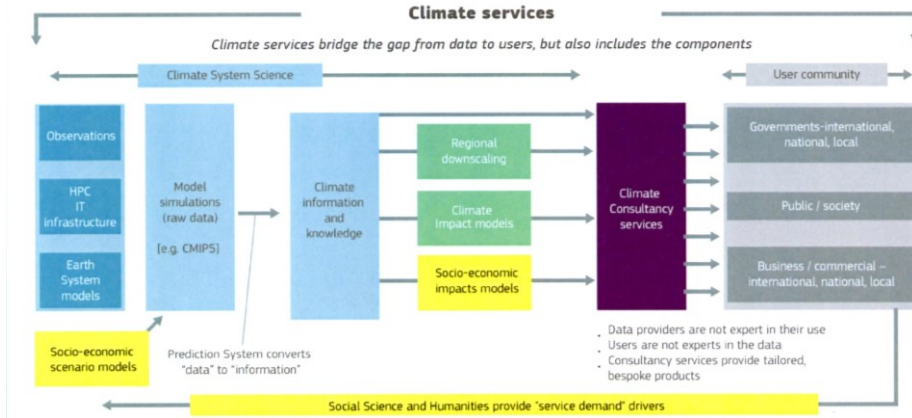 Climate services
Climate services bridge the gap from data to users, but also includes the components
Climate System Science
User community
Observations
HPC
IT
infrastructure
Earth
System
models
Socio-economic
scenario models
Model
simulations
(raw data)
[e.g. CMIP5]
Prediction System converts
"data" to "information"
Climate
information
and
knowledge
Regional
downscaling
Climate
Impact models
Socio-economic
impacts models
Climate
Consultancy
services
Governments-international,
national, local
Public / society
Business / commercial –
international, national, local
· Data providers are not expert in their use
· Users are not experts in the data
· Consultancy services provide tailored,
bespoke products
Social Science and Humanities provide "service demand" drivers